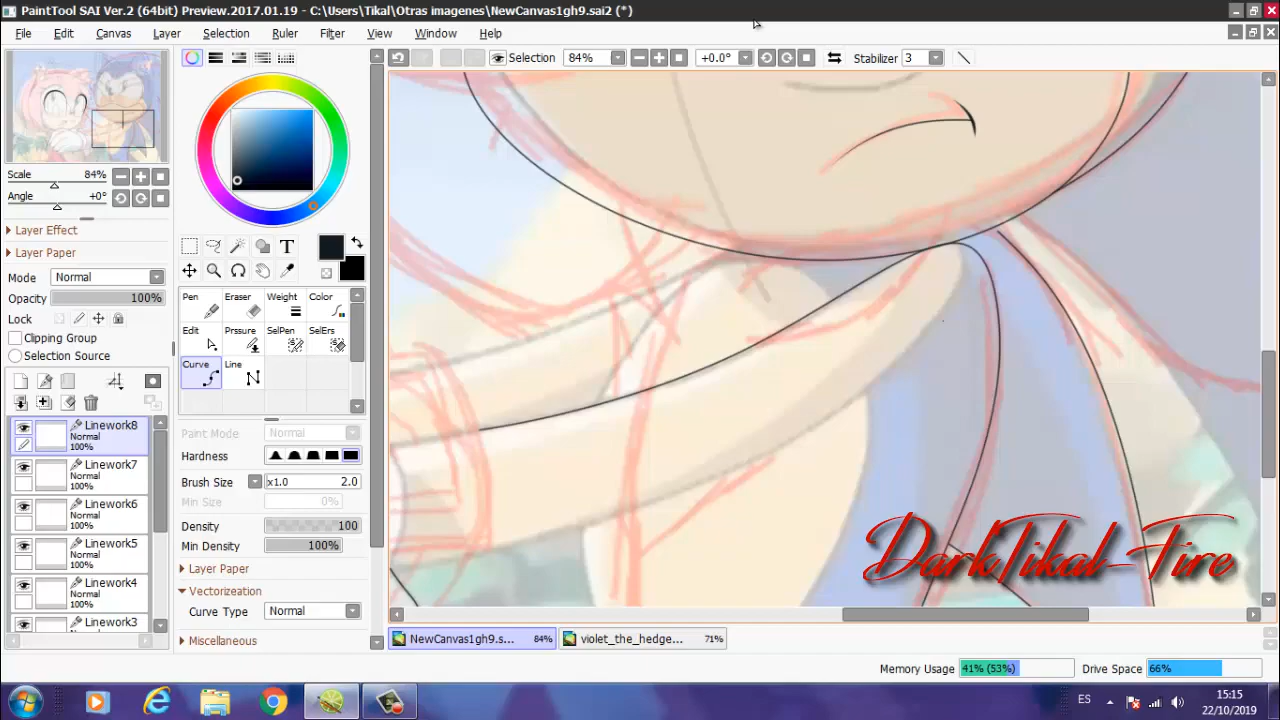 PaintTool SAI Ver.2 (64bit) Preview.2017.01.19 - C:\Users\Tikal\Otras imagenes\NewCanvas1gh9.sai2 (*)
File Edit Canvas Layer Selection Ruler Filter View Window Help
Selection 84% +0.0° Stabilizer 3
Scale 84%
Angle +0°
Layer Effect
Layer Paper
Mode Normal
Opacity 100%
Lock
Clipping Group
Selection Source
Linework8
Normal
100%
Linework7
Normal
100%
Linework6
Normal
100%
Linework5
Normal
100%
Linework4
Normal
100%
Linework3
Normal
T
Pen Eraser Weight Color
Edit Prssure SelPen SelErs
Curve Line
Paint Mode Normal
Hardness
Brush Size x1.0 2.0
Min Size 0%
Density 100
Min Density 100%
Layer Paper
Vectorization
Curve Type Normal
Miscellaneous
DarkTikal-Fire
NewCanvas1gh9.s... 84% violet_the_hedge... 71%
Memory Usage 41% (53%) Drive Space 66%
ES 15:15
22/10/2019